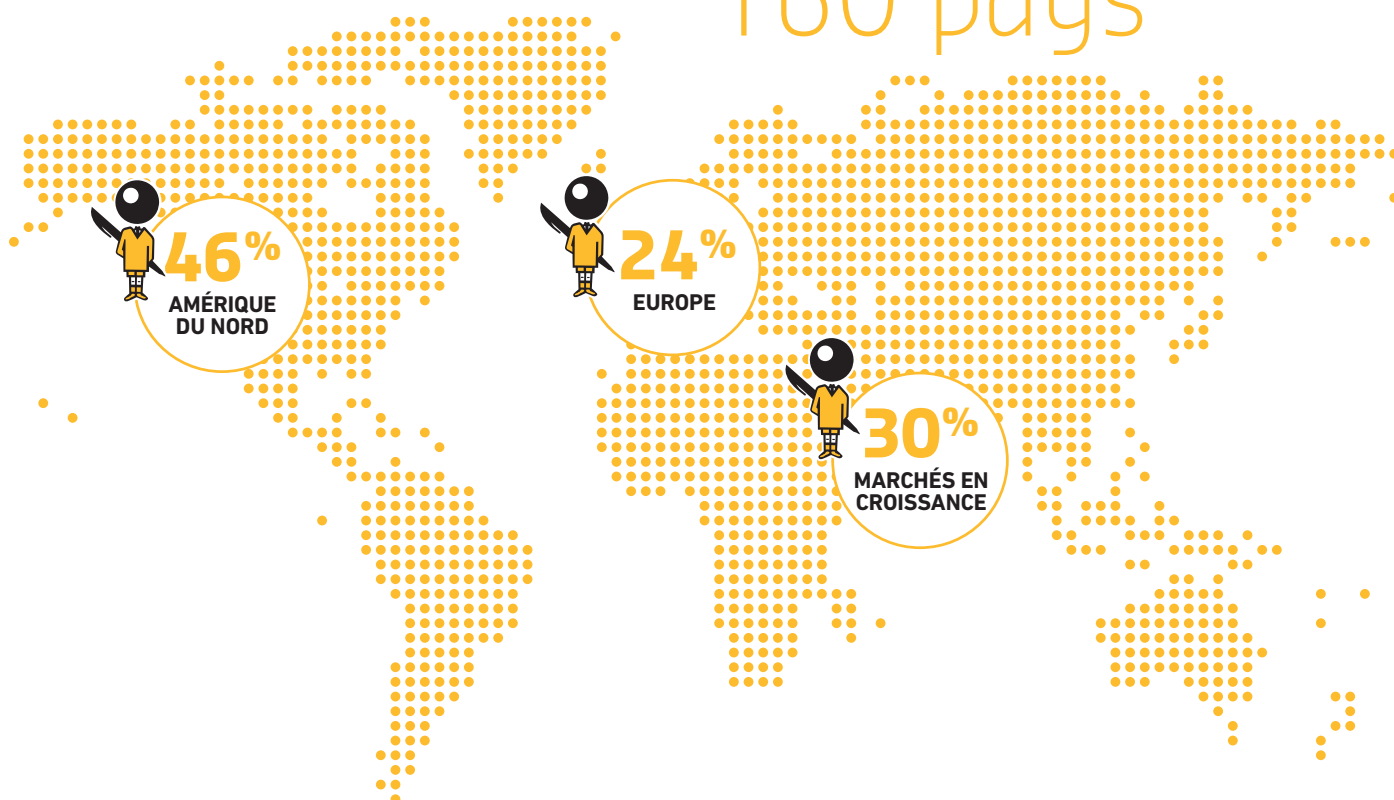 160 pays
46%
AMÉRIQUE
DU NORD
24%
EUROPE
30%
MARCHÉS EN
CROISSANCE